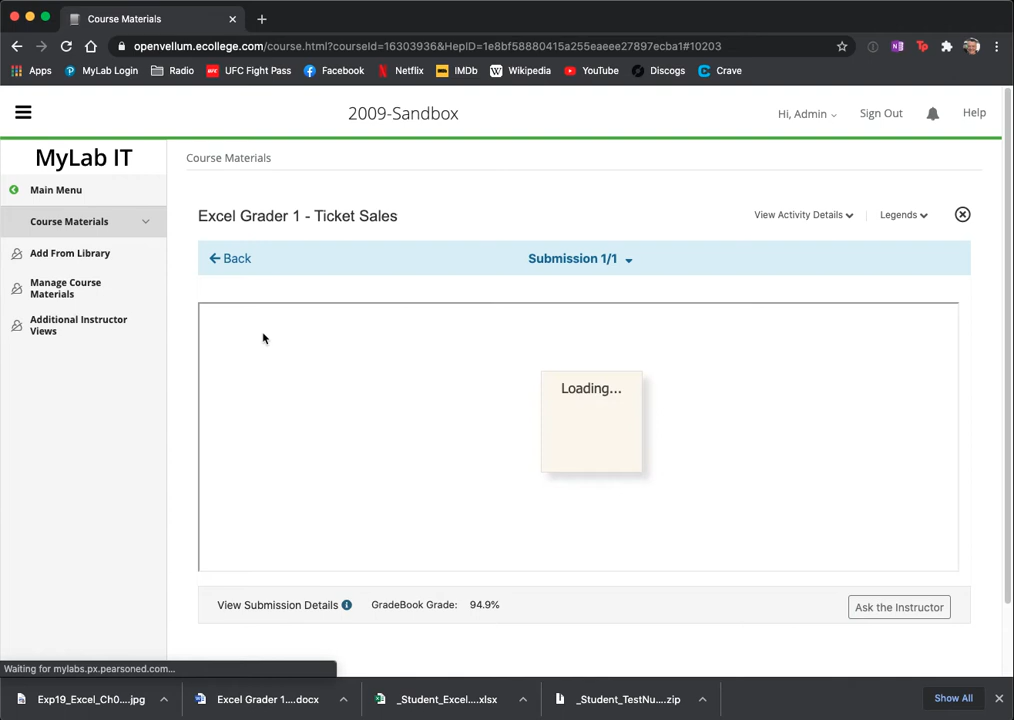 Course Materials
openvellum.ecollege.com/course.html?courseId=16303936&HepID=1e8bf58880415a255eaeee27897ecba1#10203
Apps MyLab Login Radio UFC Fight Pass Facebook Netflix IMDb Wikipedia YouTube Discogs Crave
2009-Sandbox
Hi, Admin Sign Out Help
MyLab IT
Course Materials
Main Menu
Course Materials
Add From Library
Manage Course
Materials
Additional Instructor
Views
Excel Grader 1 - Ticket Sales
View Activity Details Legends
Back Submission 1/1
Loading...
View Submission Details GradeBook Grade: 94.9% Ask the Instructor
Waiting for mylabs.px.pearsoned.com...
Exp19_Excel_Ch0....jpg Excel Grader 1....docx _Student_Excel....xlsx _Student_TestNu....zip Show All